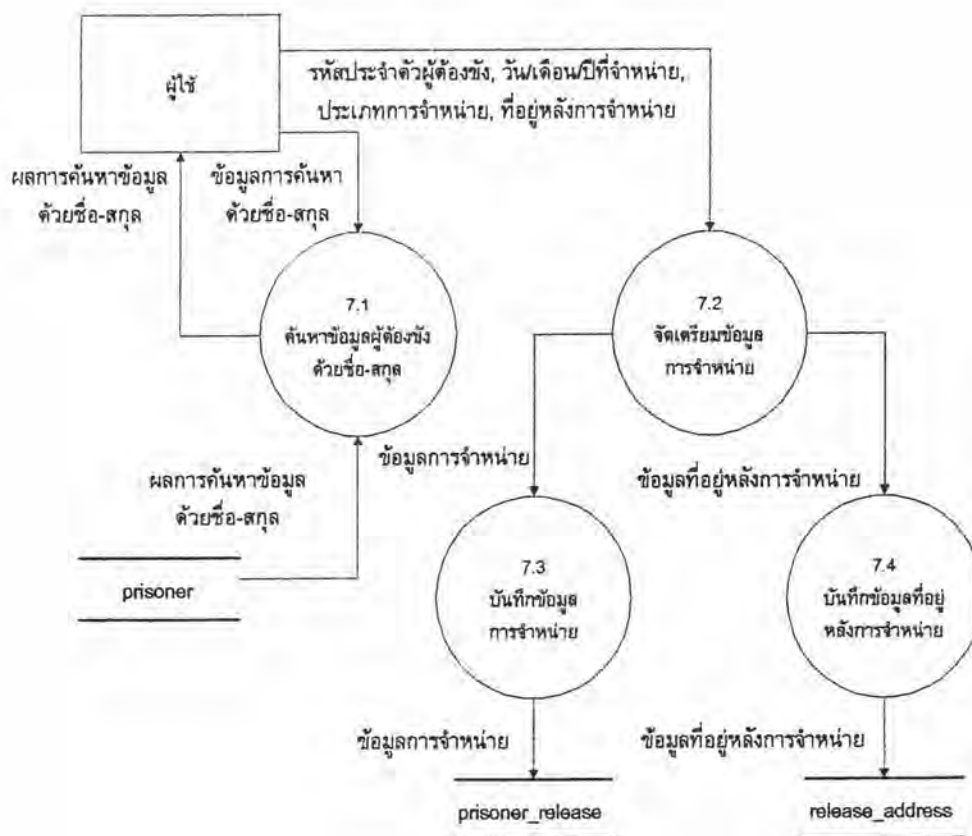 ผู้ใช้
รหัสประจำตัวผู้ต้องขัง, วัน/เดือน/ปีที่จำหน่าย,
ประเภทการจำหน่าย, ที่อยู่หลังการจำหน่าย
ผลการค้นหาข้อมูล
ด้วยชื่อ-สกุล
ข้อมูลการค้นหา
ด้วยชื่อ-สกุล
7.1
ค้นหาข้อมูลผู้ต้องขัง
ด้วยชื่อ-สกุล
7.2
จัดเตรียมข้อมูล
การจำหน่าย
ผลการค้นหาข้อมูล
ด้วยชื่อ-สกุล
ข้อมูลการจำหน่าย
ข้อมูลที่อยู่หลังการจำหน่าย
prisoner
7.3
บันทึกข้อมูล
การจำหน่าย
7.4
บันทึกข้อมูลที่อยู่
หลังการจำหน่าย
ข้อมูลการจำหน่าย
ข้อมูลที่อยู่หลังการจำหน่าย
prisoner_release
release_address